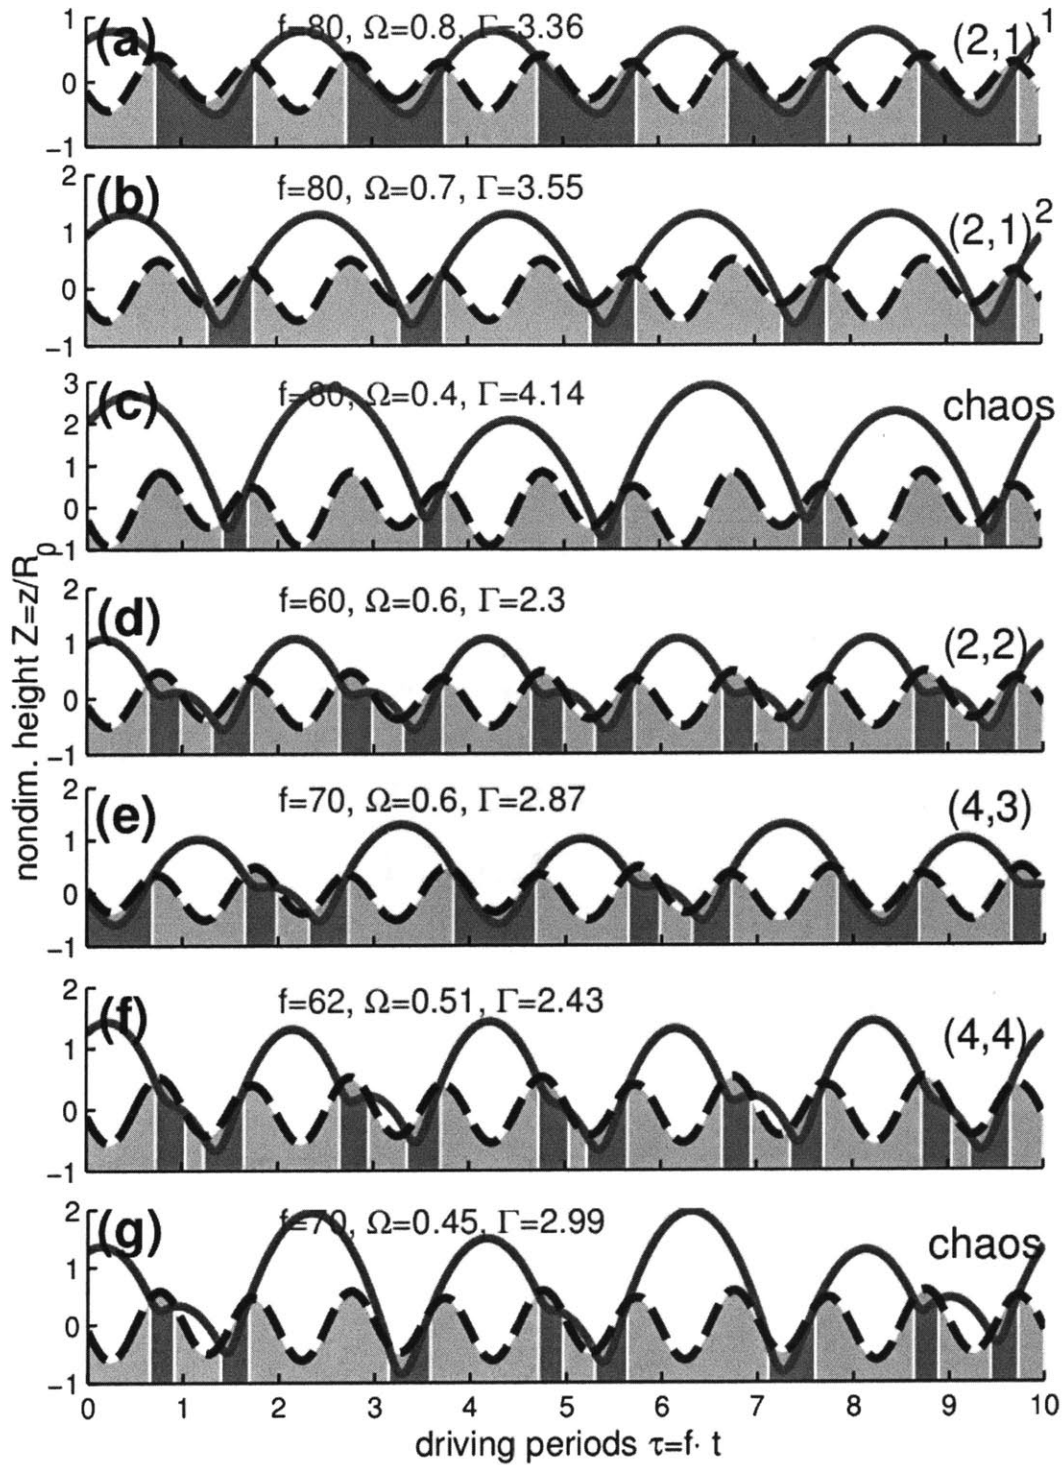 (a) f=80, Ω=0.8, Γ=3.36 (2,1)¹
1
0
−1
(b) f=80, Ω=0.7, Γ=3.55 (2,1)²
2
1
0
−1
(c) f=80, Ω=0.4, Γ=4.14 chaos
3
2
1
0
−1
(d) f=60, Ω=0.6, Γ=2.3 (2,2)
2
1
0
−1
(e) f=70, Ω=0.6, Γ=2.87 (4,3)
2
1
0
−1
(f) f=62, Ω=0.51, Γ=2.43 (4,4)
2
1
0
−1
(g) f=70, Ω=0.45, Γ=2.99 chaos
2
1
0
−1
0 1 2 3 4 5 6 7 8 9 10
driving periods τ=f· t
nondim. height Z=z/Rρ